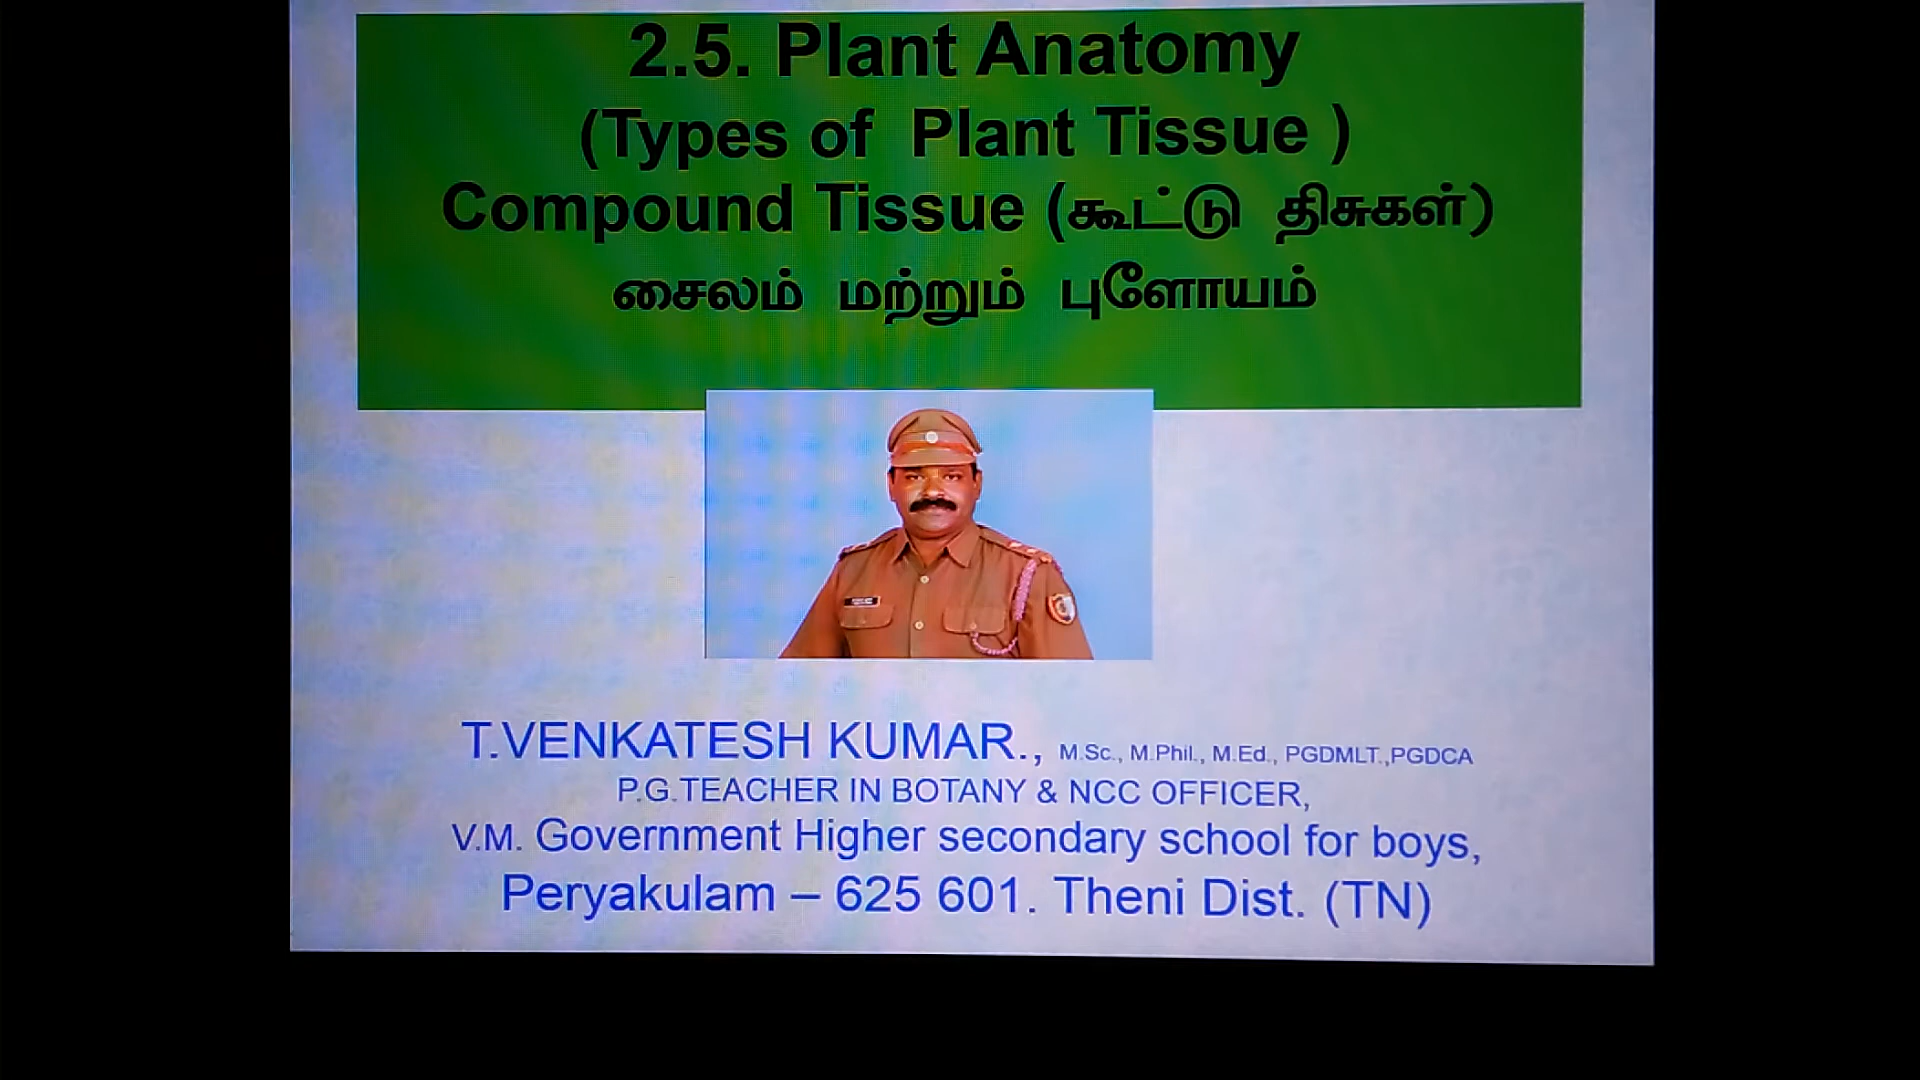 2.5. Plant Anatomy
(Types of Plant Tissue )
Compound Tissue (கூட்டு திசுகள்)
சைலம் மற்றும் புளோயம்
T.VENKATESH KUMAR., M.Sc., M.Phil., M.Ed., PGDMLT.,PGDCA
P.G.TEACHER IN BOTANY & NCC OFFICER,
V.M. Government Higher secondary school for boys,
Peryakulam – 625 601. Theni Dist. (TN)